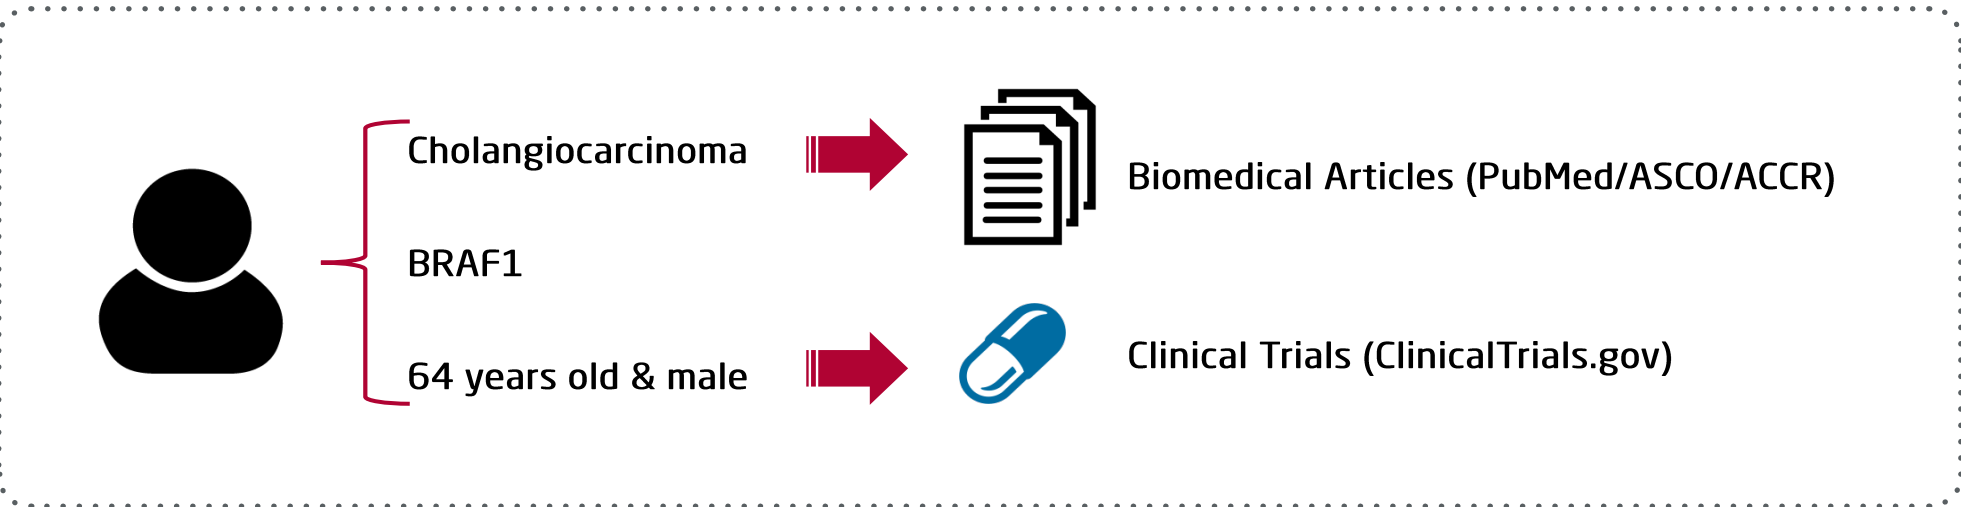 Cholangiocarcinoma
BRAF1
64 years old & male
Biomedical Articles (PubMed/ASCO/ACCR)
Clinical Trials (ClinicalTrials.gov)